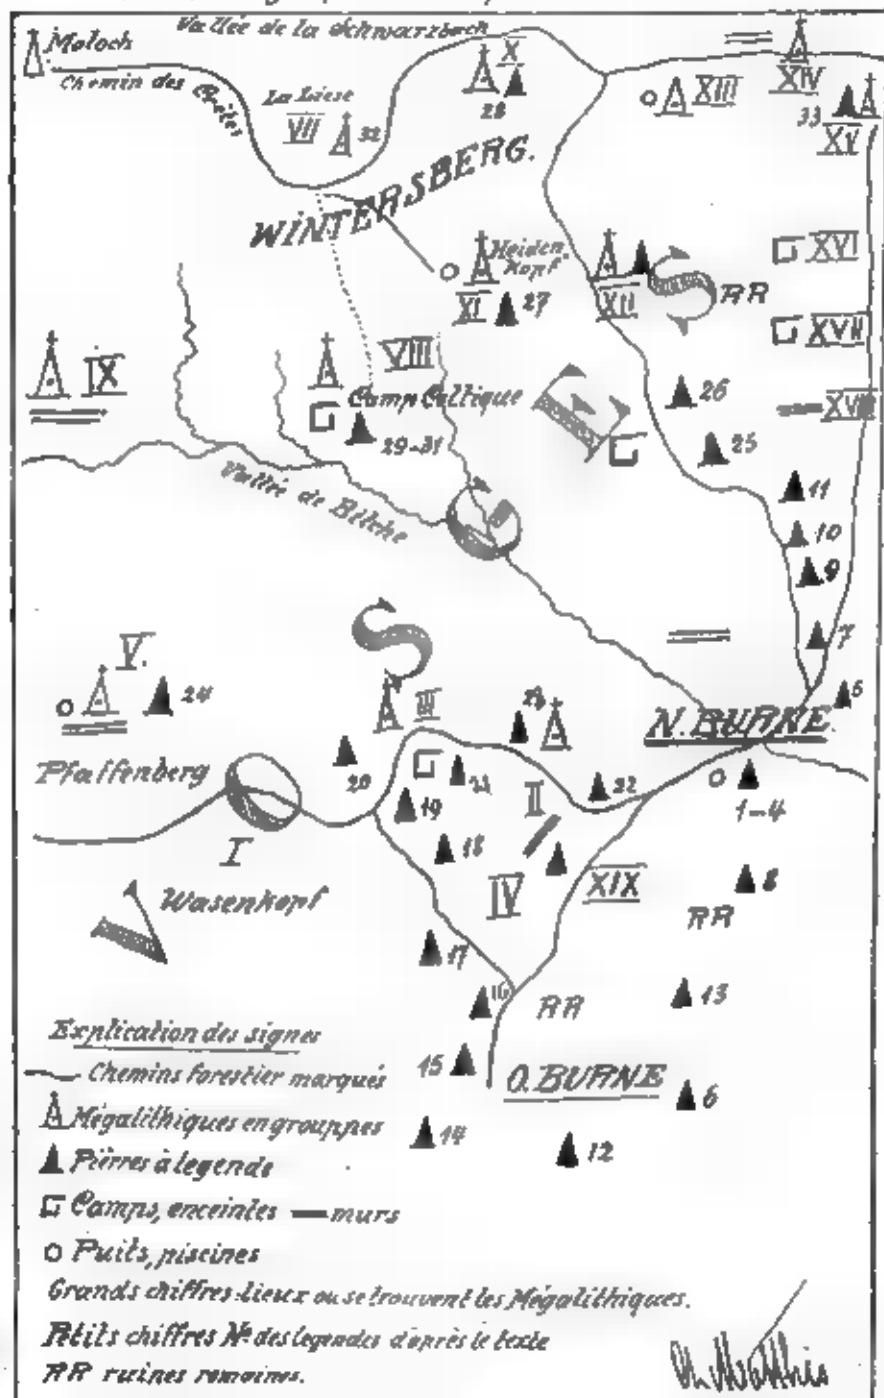 Moloch
Vallée de la Schwarzbach
Chemin des Crêtes
La Liese
VII
32
X
28
XIII
XIV
33
XV
WINTERSBERG.
Heiden
Kopf
XI
27
XII
S
RR
XVI
XVII
XVIII
IX
VIII
Camp Celtique
29-31
E
26
25
11
10
9
7
5
Vallée de Bitche
S
V.
24
Pfaffenberg
III
20
19
II
22
N. BURNE.
1-4
I
18
IV
XIX
8
RR
Wasenkopf
17
16
RR
13
15
O. BURNE
6
14
12
Explication des signes
Chemins forestier marqués
Mégalithiques en grouppes
Pierres à legende
Camps, enceintes murs
Puits, piscines
Grands chiffres-lieux ou se trouvent les Mégalithiques.
Petits chiffres Nº des legendes d'après le texte
RR ruines romaines.
Ch. Matthis